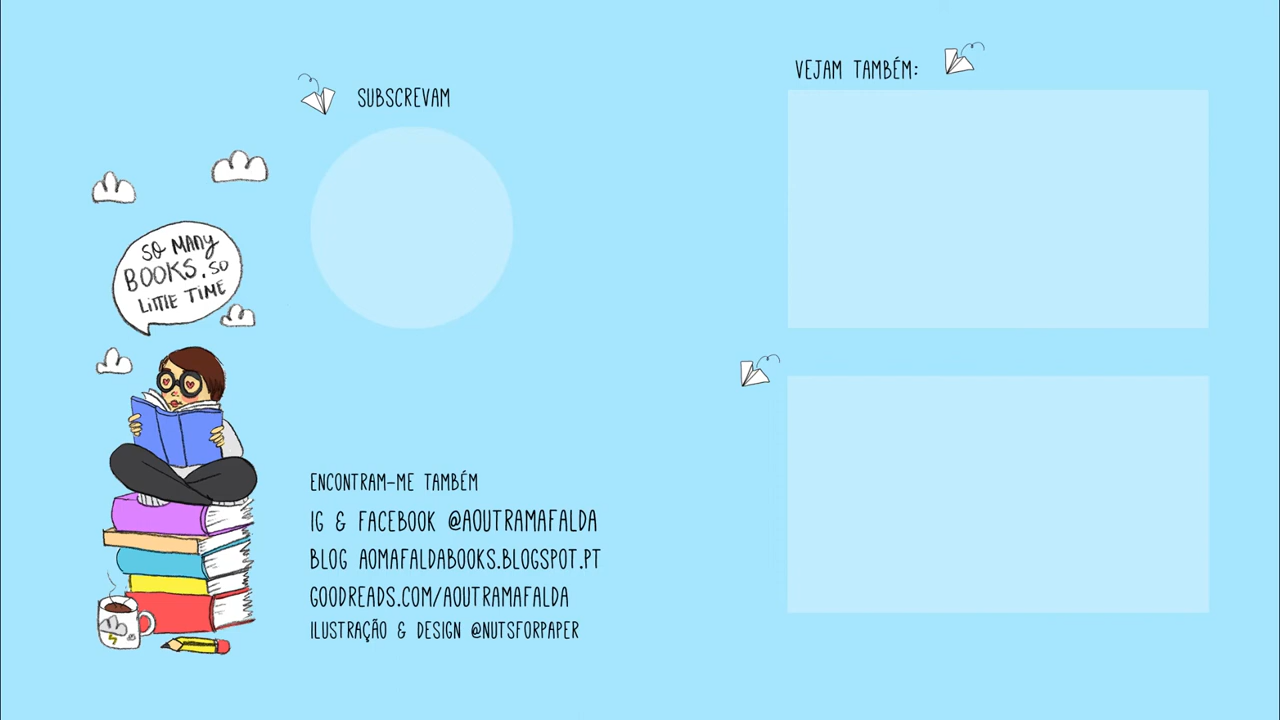 SUBSCREVAM
VEJAM TAMBÉM:
SO MANY
BOOKS, SO
LITTLE TIME
ENCONTRAM-ME TAMBÉM
IG & FACEBOOK @AOUTRAMAFALDA
BLOG AOMAFALDABOOKS.BLOGSPOT.PT
GOODREADS.COM/AOUTRAMAFALDA
ILUSTRAÇÃO & DESIGN @NUTSFORPAPER